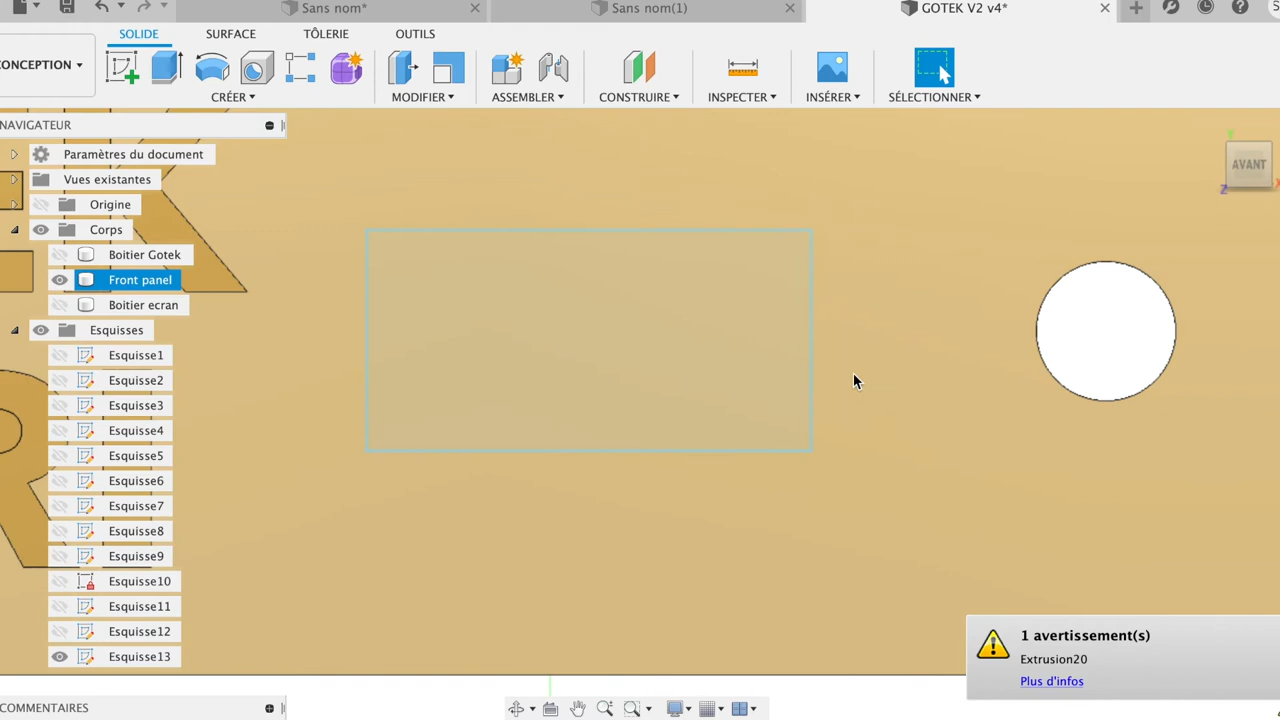 Sans nom*
Sans nom(1)
GOTEK V2 v4*
SOLIDE
SURFACE
TÔLERIE
OUTILS
ONCEPTION
CRÉER
MODIFIER
ASSEMBLER
CONSTRUIRE
INSPECTER
INSÉRER
SÉLECTIONNER
NAVIGATEUR
Paramètres du document
Vues existantes
Origine
Corps
Boitier Gotek
Front panel
Boitier ecran
Esquisses
Esquisse1
Esquisse2
Esquisse3
Esquisse4
Esquisse5
Esquisse6
Esquisse7
Esquisse8
Esquisse9
Esquisse10
Esquisse11
Esquisse12
Esquisse13
AVANT
Y
Z
X
1 avertissement(s)
Extrusion20
Plus d'infos
COMMENTAIRES